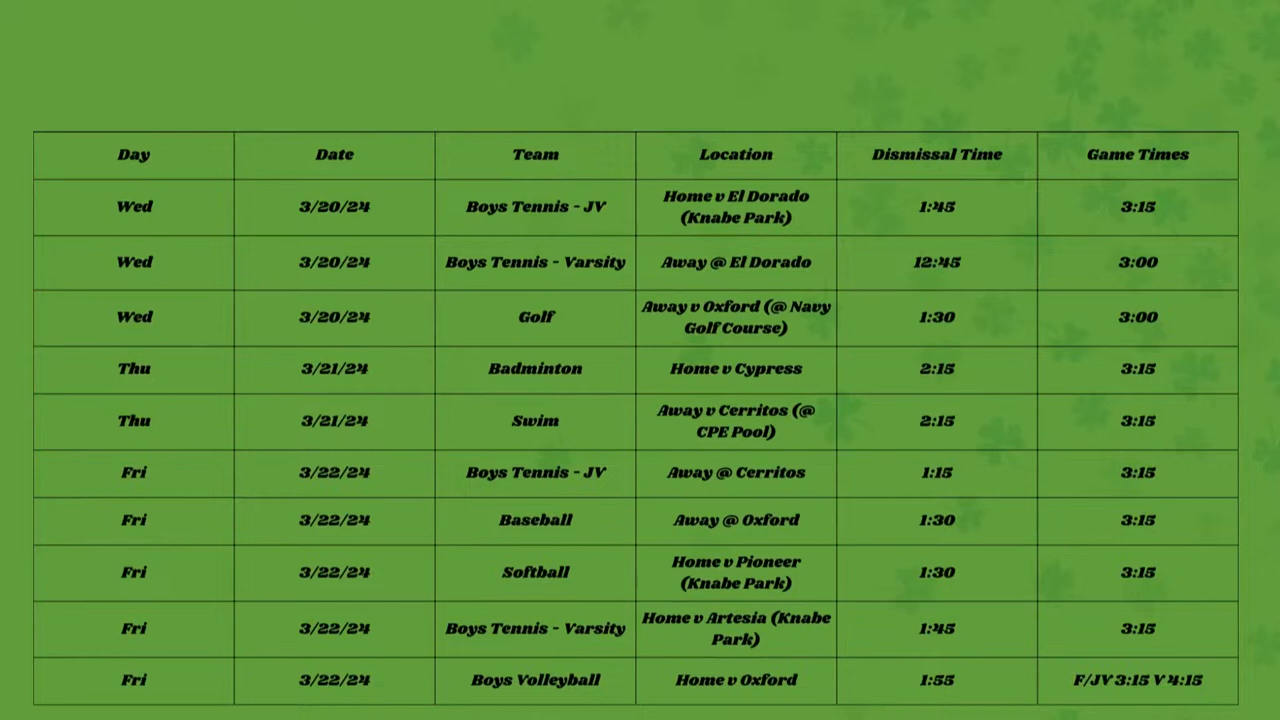 Day Date Team Location Dismissal Time Game Times
Wed 3/20/24 Boys Tennis - JV Home v El Dorado (Knabe Park) 1:45 3:15
Wed 3/20/24 Boys Tennis - Varsity Away @ El Dorado 12:45 3:00
Wed 3/20/24 Golf Away v Oxford (@ Navy Golf Course) 1:30 3:00
Thu 3/21/24 Badminton Home v Cypress 2:15 3:15
Thu 3/21/24 Swim Away v Cerritos (@ CPE Pool) 2:15 3:15
Fri 3/22/24 Boys Tennis - JV Away @ Cerritos 1:15 3:15
Fri 3/22/24 Baseball Away @ Oxford 1:30 3:15
Fri 3/22/24 Softball Home v Pioneer (Knabe Park) 1:30 3:15
Fri 3/22/24 Boys Tennis - Varsity Home v Artesia (Knabe Park) 1:45 3:15
Fri 3/22/24 Boys Volleyball Home v Oxford 1:55 F/JV 3:15 V 4:15